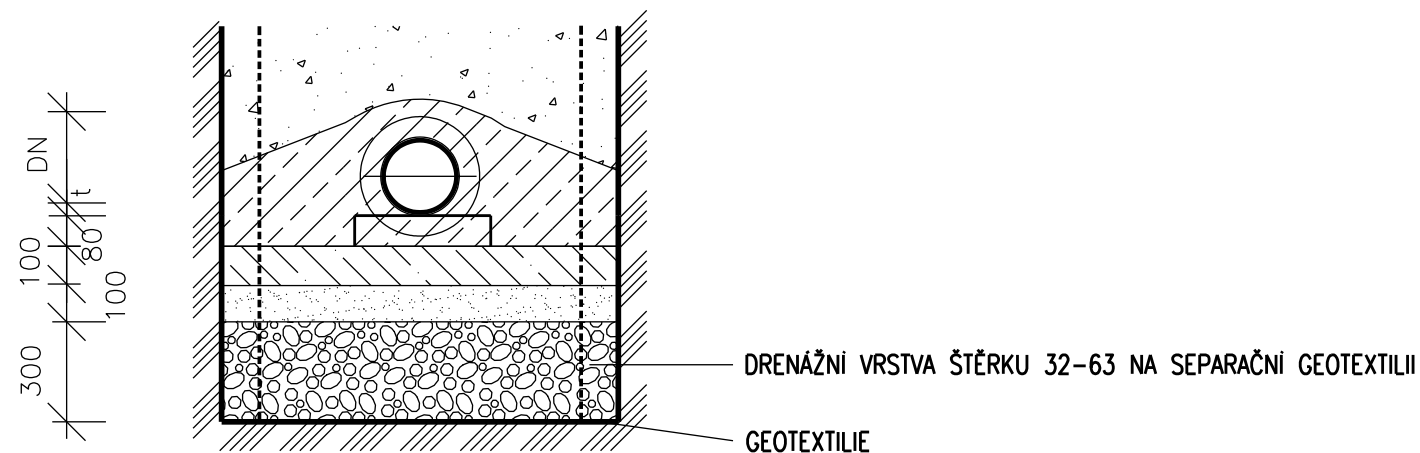 DN
t
80
100
100
300
DRENÁŽNÍ VRSTVA ŠTĚRKU 32-63 NA SEPARAČNÍ GEOTEXTILII
GEOTEXTILIE